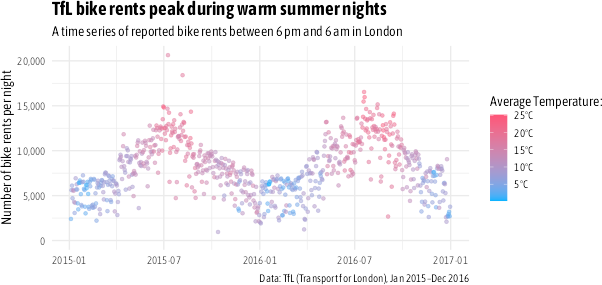 TfL bike rents peak during warm summer nights
A time series of reported bike rents between 6 pm and 6 am in London
Number of bike rents per night
20,000
15,000
10,000
5,000
0
2015-01
2015-07
2016-01
2016-07
2017-01
Average Temperature:
25°C
20°C
15°C
10°C
5°C
Data: TfL (Transport for London), Jan 2015–Dec 2016